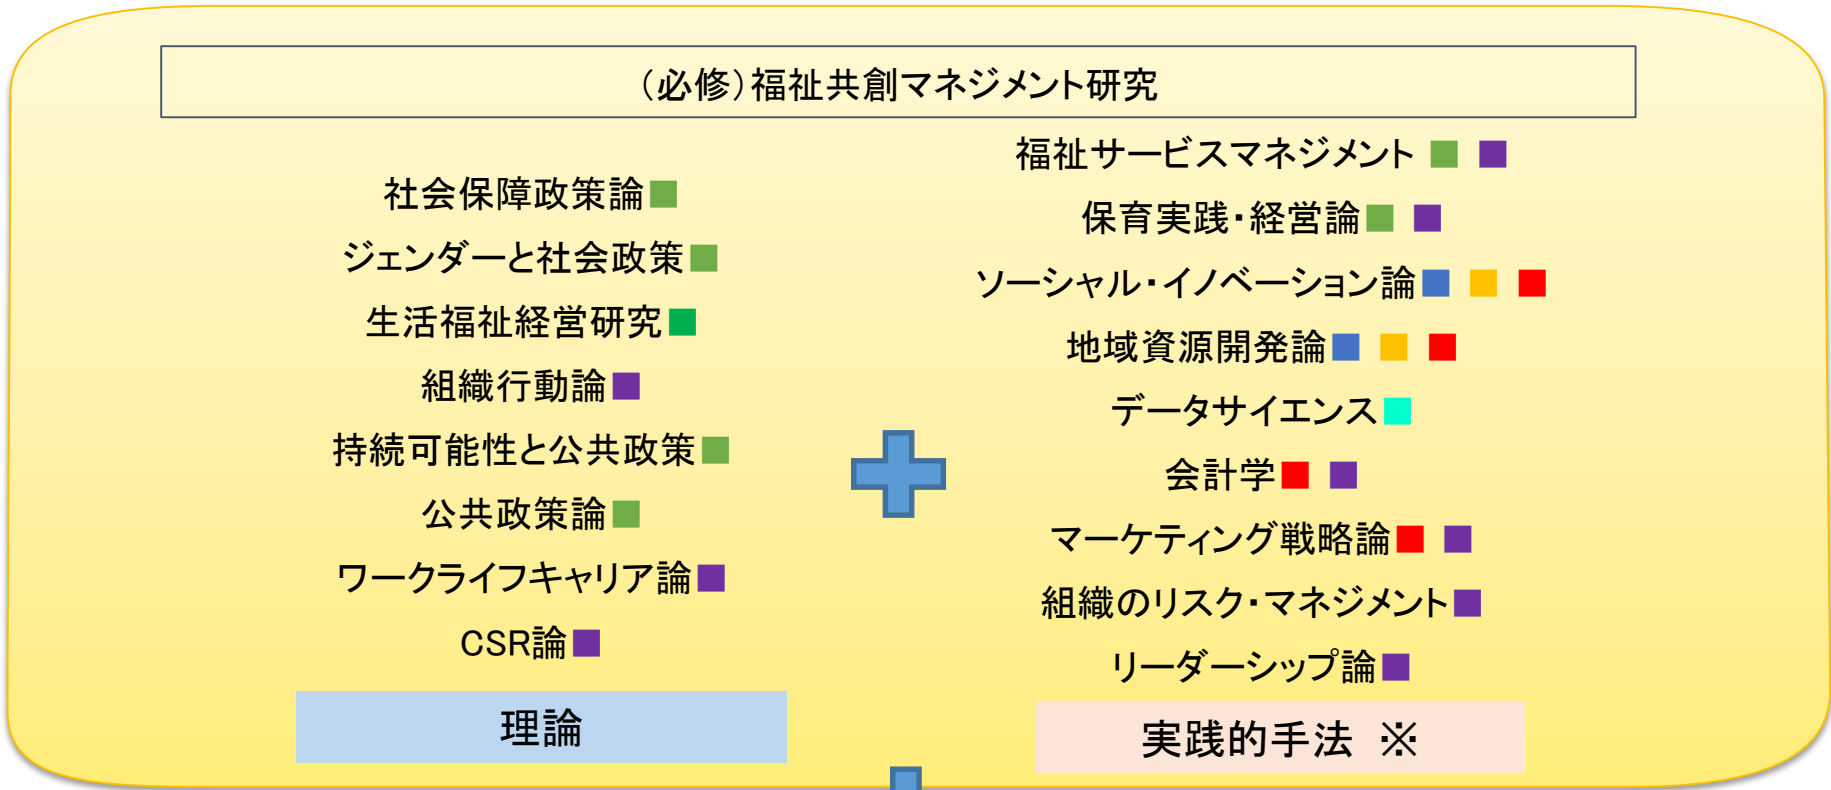 （必修）福祉共創マネジメント研究
社会保障政策論
ジェンダーと社会政策
生活福祉経営研究
組織行動論
持続可能性と公共政策
公共政策論
ワークライフキャリア論
CSR論
理論
福祉サービスマネジメント
保育実践・経営論
ソーシャル・イノベーション論
地域資源開発論
データサイエンス
会計学
マーケティング戦略論
組織のリスク・マネジメント
リーダーシップ論
実践的手法 ※